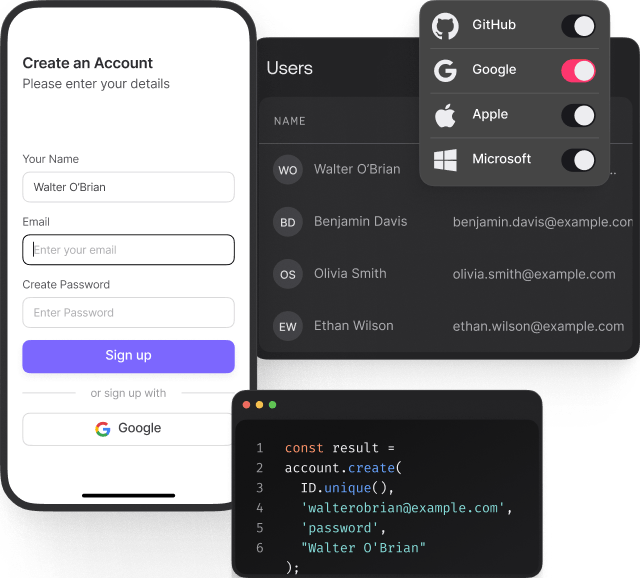 Create an Account
Please enter your details
Your Name
Walter O'Brian
Email
Enter your email
Create Password
Enter Password
Sign up
or sign up with
Google
Users
NAME
WO Walter O'Brian ...
BD Benjamin Davis benjamin.davis@example.com
OS Olivia Smith olivia.smith@example.com
EW Ethan Wilson ethan.wilson@example.com
GitHub
Google
Apple
Microsoft
1 const result =
2 account.create(
3 ID.unique(),
4 'walterobrian@example.com',
5 'password',
6 "Walter O'Brian"
);